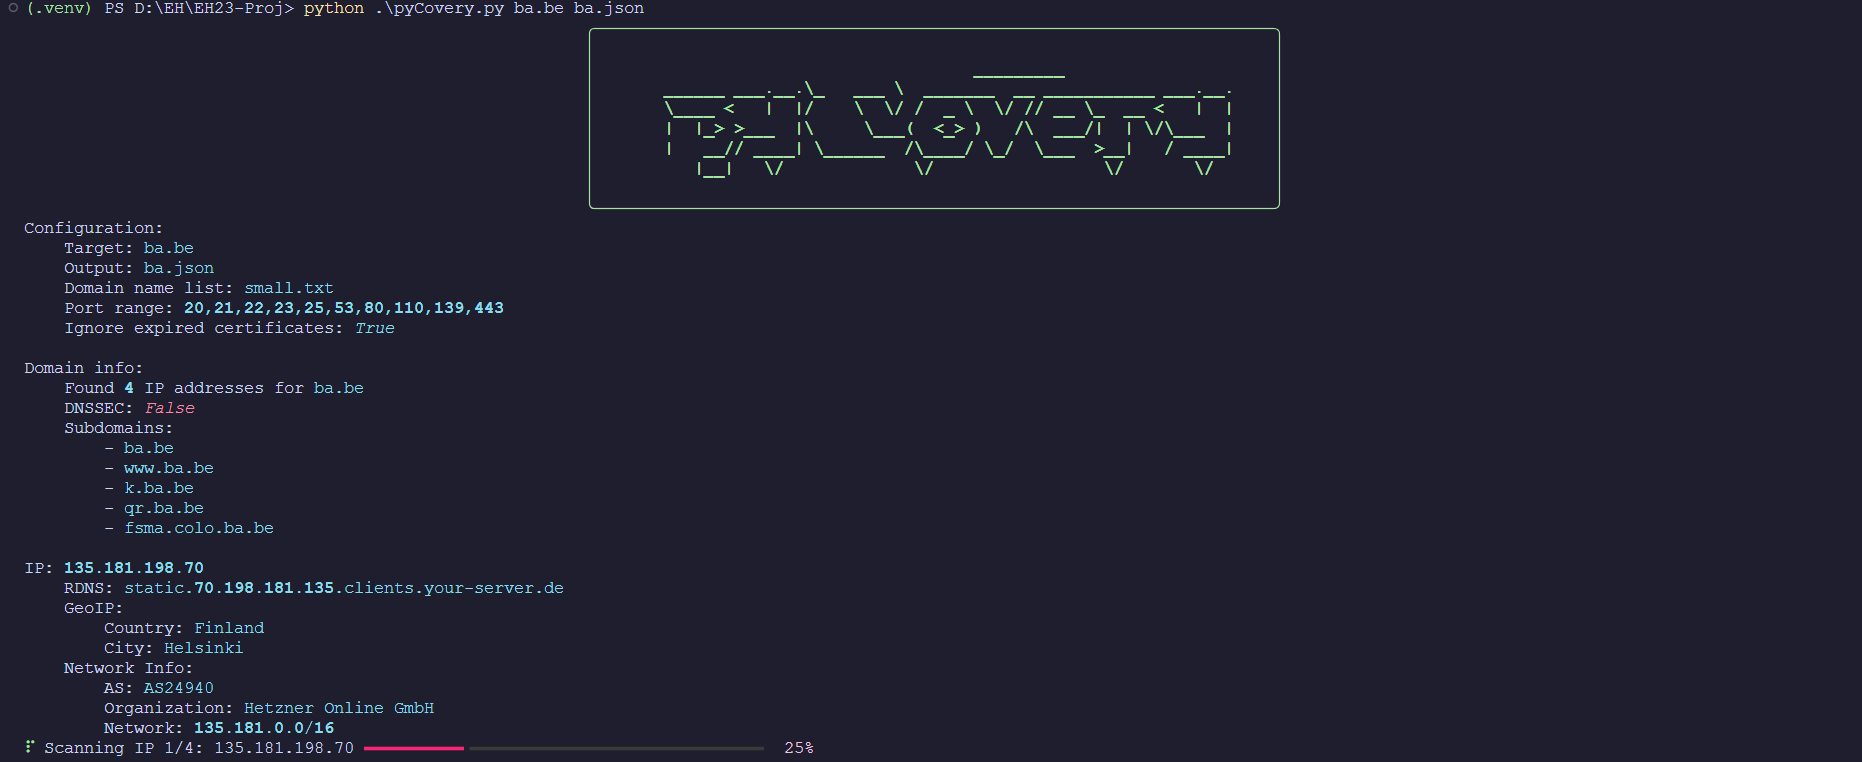 (.venv) PS D:\EH\EH23-Proj> python .\pyCovery.py ba.be ba.json
pyCovery
Configuration:
Target: ba.be
Output: ba.json
Domain name list: small.txt
Port range: 20,21,22,23,25,53,80,110,139,443
Ignore expired certificates: True
Domain info:
Found 4 IP addresses for ba.be
DNSSEC: False
Subdomains:
- ba.be
- www.ba.be
- k.ba.be
- qr.ba.be
- fsma.colo.ba.be
IP: 135.181.198.70
RDNS: static.70.198.181.135.clients.your-server.de
GeoIP:
Country: Finland
City: Helsinki
Network Info:
AS: AS24940
Organization: Hetzner Online GmbH
Network: 135.181.0.0/16
Scanning IP 1/4: 135.181.198.70 25%